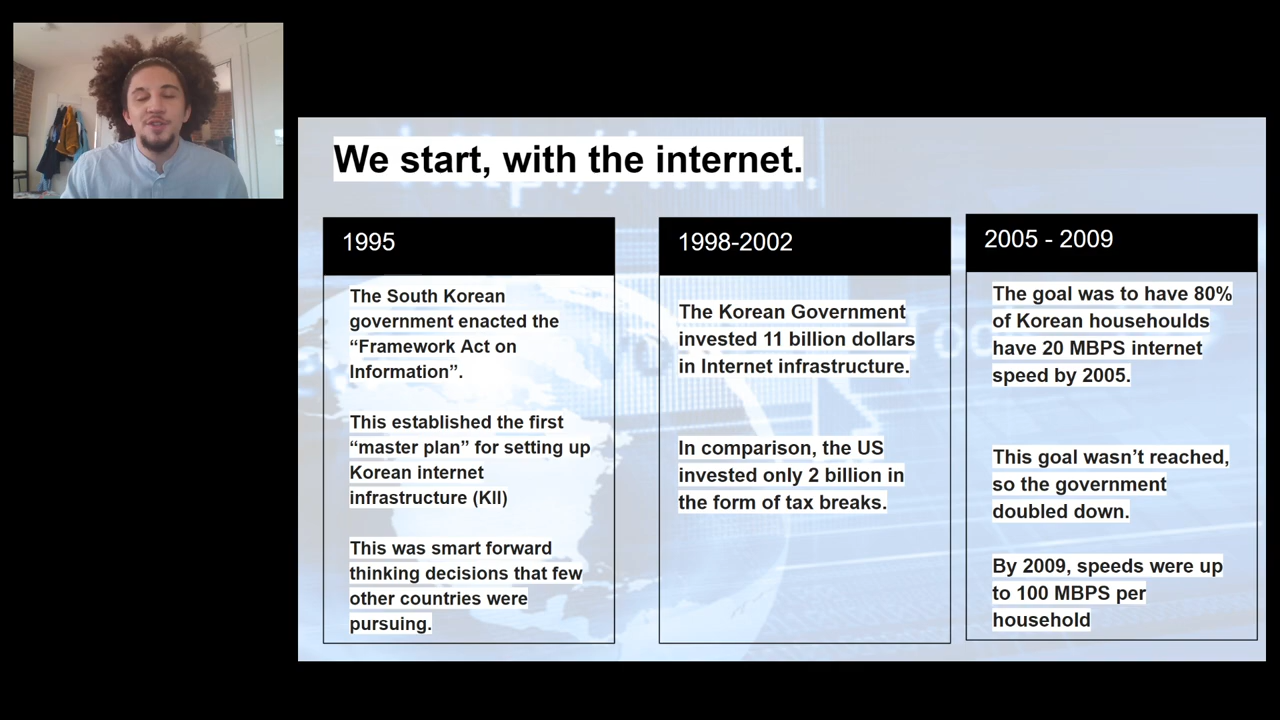 We start, with the internet.
1995
The South Korean
government enacted the
“Framework Act on
Information”.
This established the first
“master plan” for setting up
Korean internet
infrastructure (KII)
This was smart forward
thinking decisions that few
other countries were
pursuing.
1998-2002
The Korean Government
invested 11 billion dollars
in Internet infrastructure.
In comparison, the US
invested only 2 billion in
the form of tax breaks.
2005 - 2009
The goal was to have 80%
of Korean househoulds
have 20 MBPS internet
speed by 2005.
This goal wasn’t reached,
so the government
doubled down.
By 2009, speeds were up
to 100 MBPS per
household